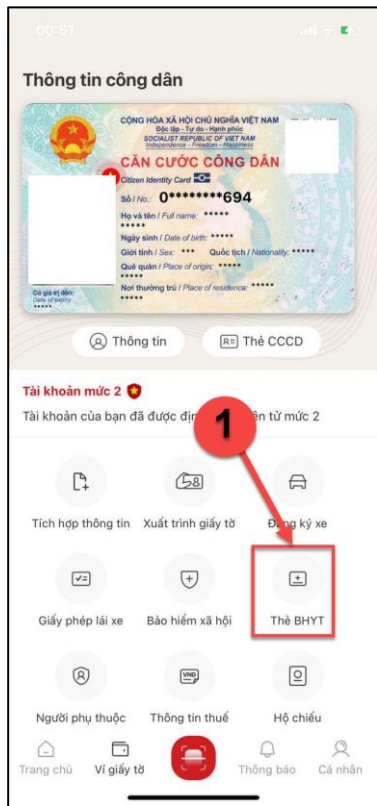 00:51
Thông tin công dân
CỘNG HÒA XÃ HỘI CHỦ NGHĨA VIỆT NAM
Độc lập - Tự do - Hạnh phúc
SOCIALIST REPUBLIC OF VIET NAM
Independence - Freedom - Happiness
CĂN CƯỚC CÔNG DÂN
Citizen Identity Card
Số / No.: 0********694
Họ và tên / Full name: *****
*****
Ngày sinh / Date of birth: *****
Giới tính / Sex: *** Quốc tịch / Nationality: *****
Quê quán / Place of origin: *****
*****
Nơi thường trú / Place of residence: *****
*****
Có giá trị đến:
Date of expiry
*****
Thông tin
Thẻ CCCD
Tài khoản mức 2
Tài khoản của bạn đã được ên từ mức 2
1
Tích hợp thông tin
Xuất trình giấy tờ
Đăng ký xe
Giấy phép lái xe
Bảo hiểm xã hội
Thẻ BHYT
Người phụ thuộc
VND
Thông tin thuế
Hộ chiếu
Trang chủ
Ví giấy tờ
Thông báo
Cá nhân